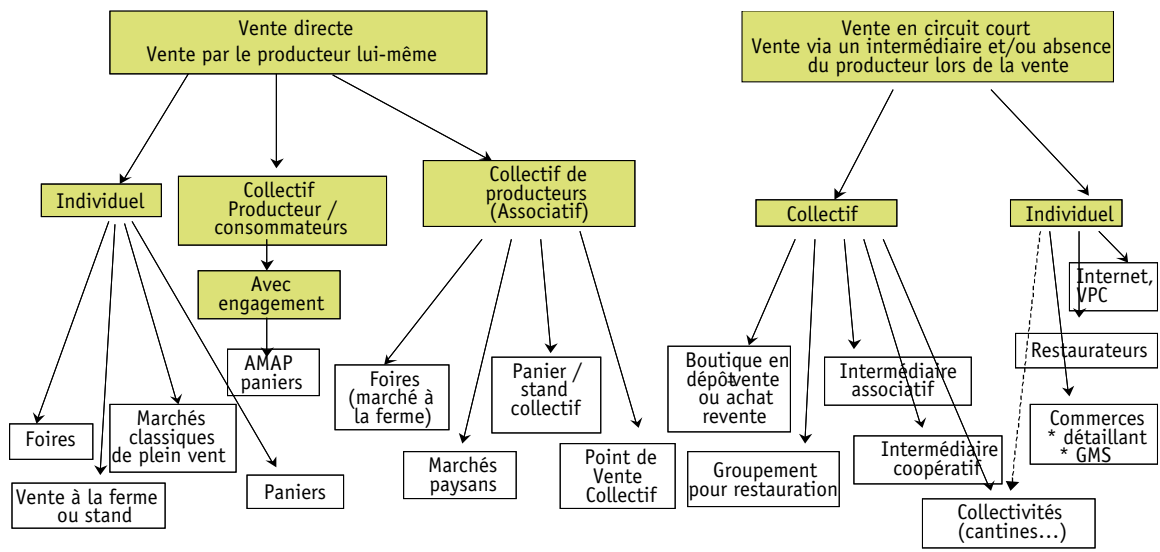 Vente directe
Vente par le producteur lui-même
Vente en circuit court
Vente via un intermédiaire et/ou absence
du producteur lors de la vente
Individuel
Collectif
Producteur /
consommateurs
Collectif de
producteurs
(Associatif)
Collectif
Individuel
Avec
engagement
AMAP
paniers
Foires
Vente à la ferme
ou stand
Marchés
classiques
de plein vent
Paniers
Foires
(marché à
la ferme)
Marchés
paysans
Panier /
stand
collectif
Point de
Vente
Collectif
Boutique en
dépôt-vente
ou achat
revente
Groupement
pour restauration
Intermédiaire
associatif
Intermédiaire
coopératif
Collectivités
(cantines...)
Internet,
VPC
Restaurateurs
Commerces
* détaillant
* GMS